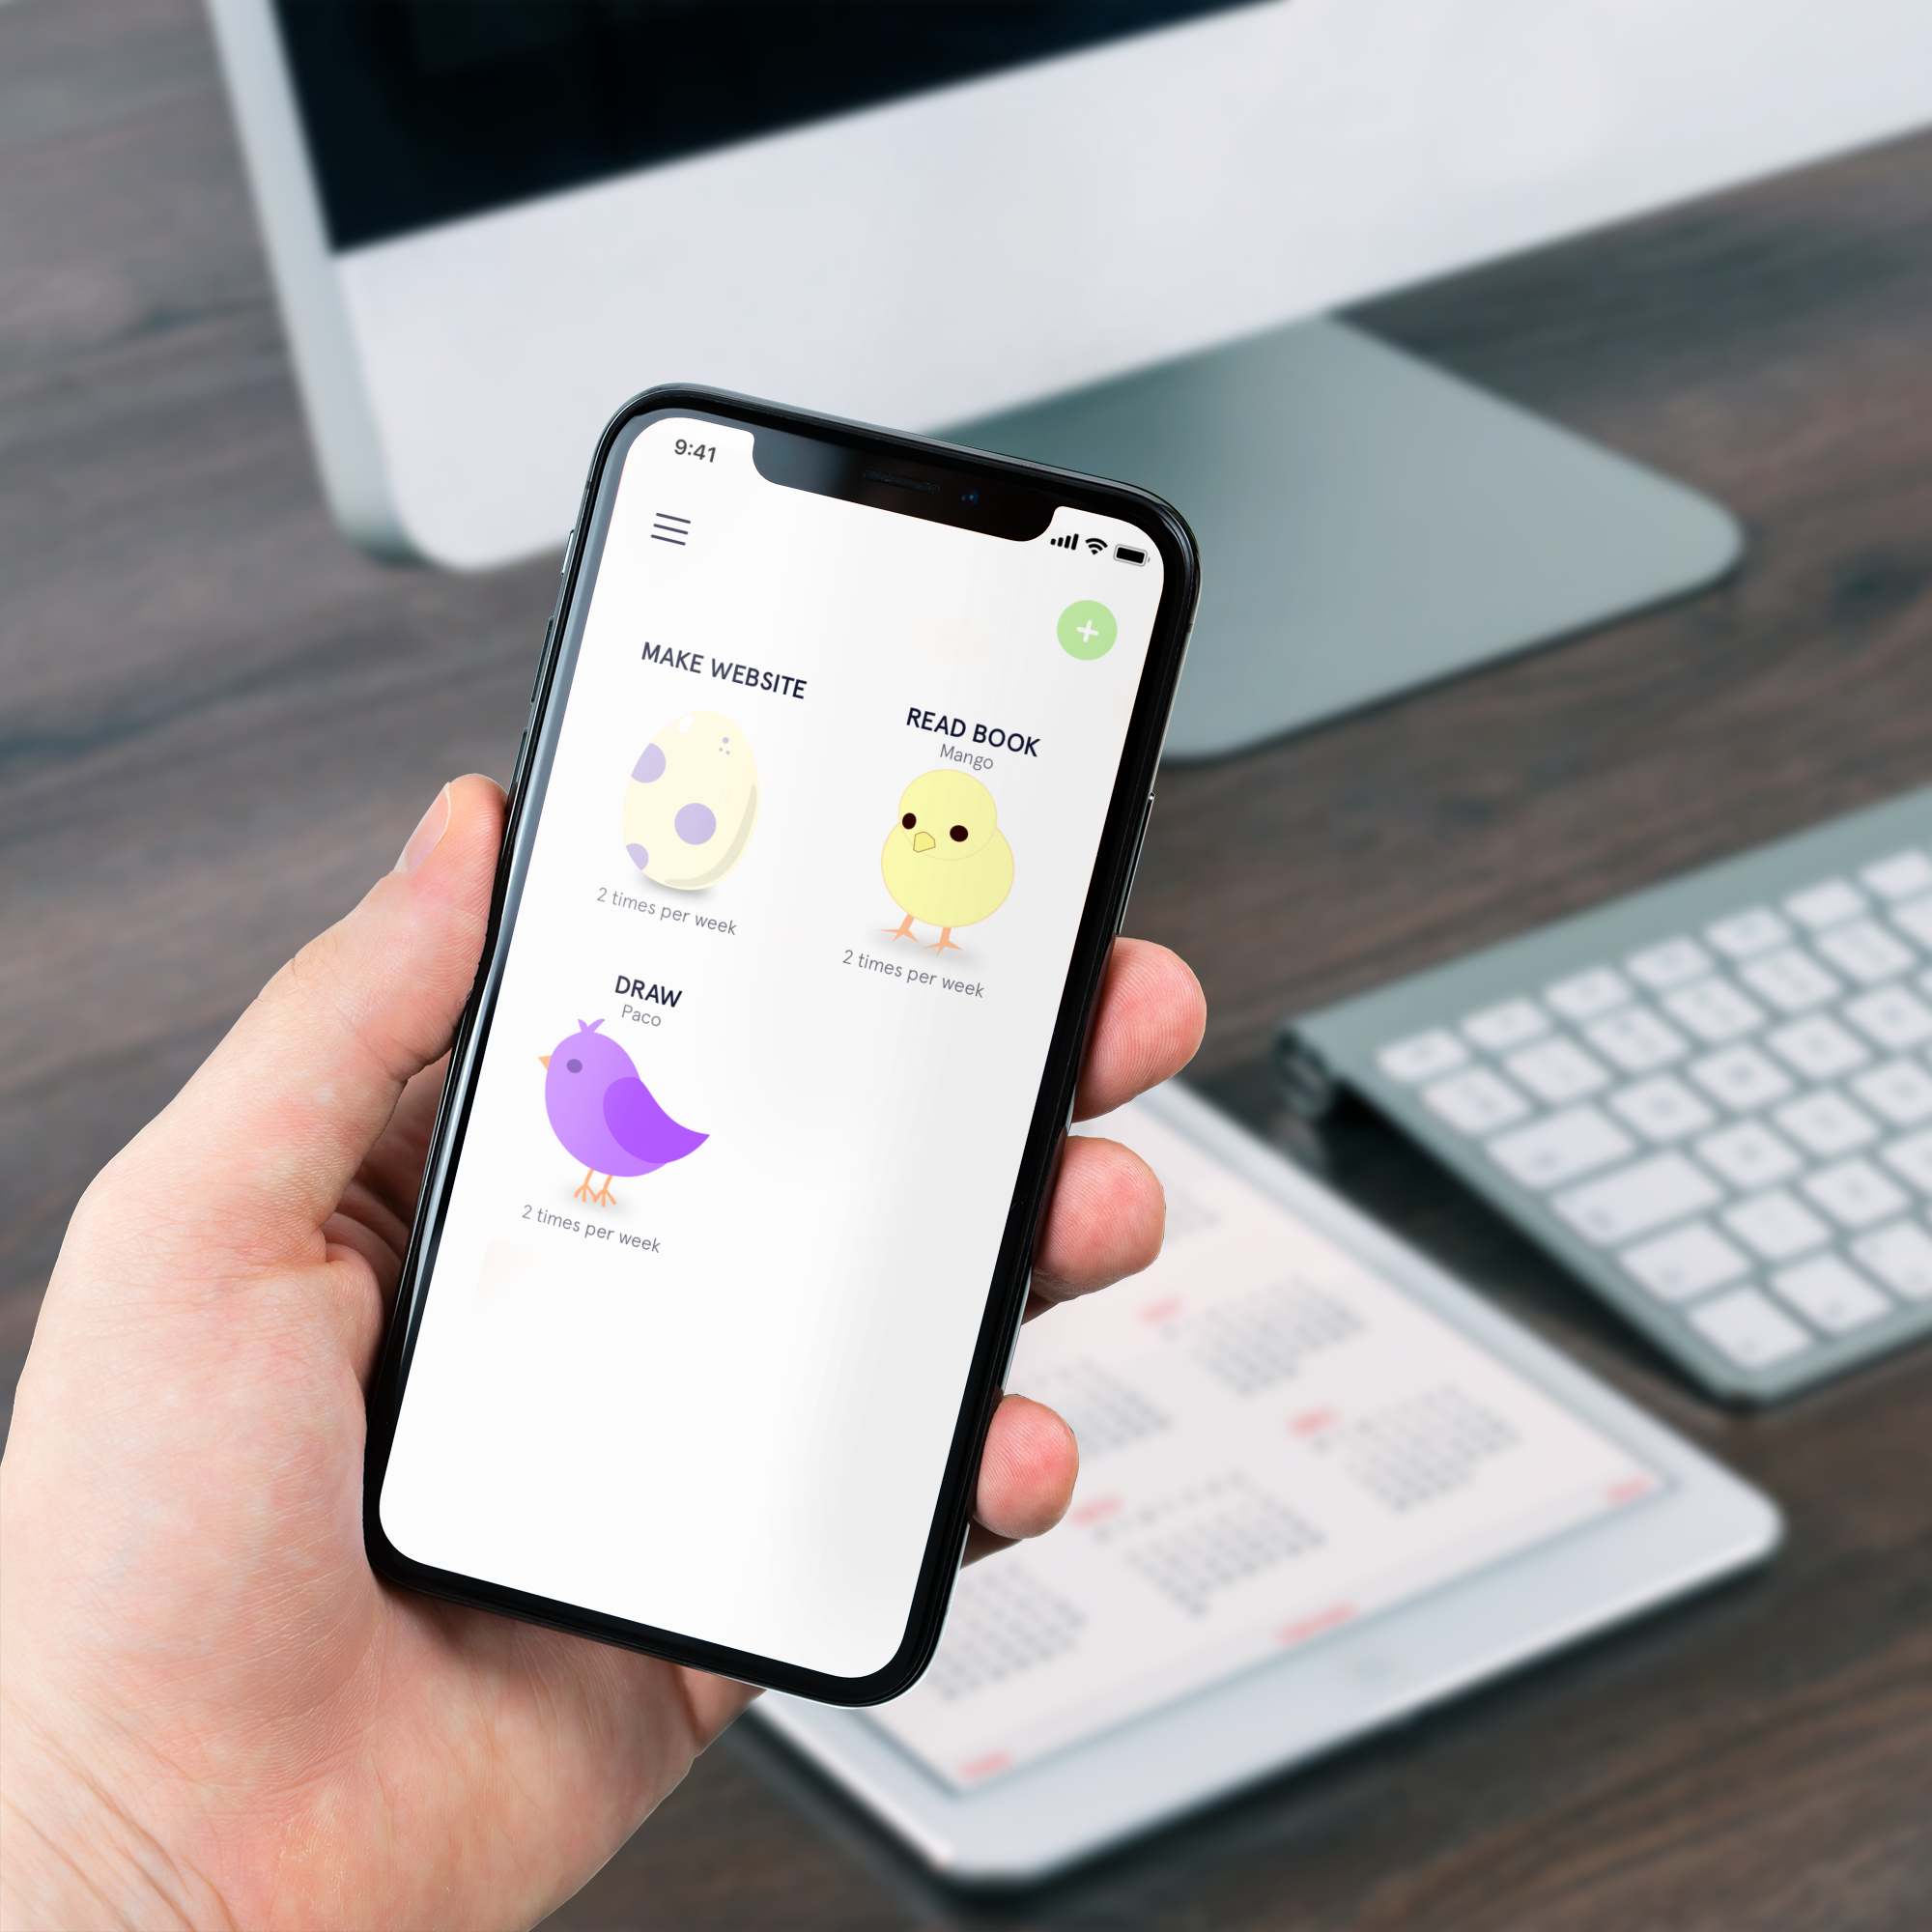 9:41
MAKE WEBSITE
2 times per week
READ BOOK
Mango
2 times per week
DRAW
Paco
2 times per week